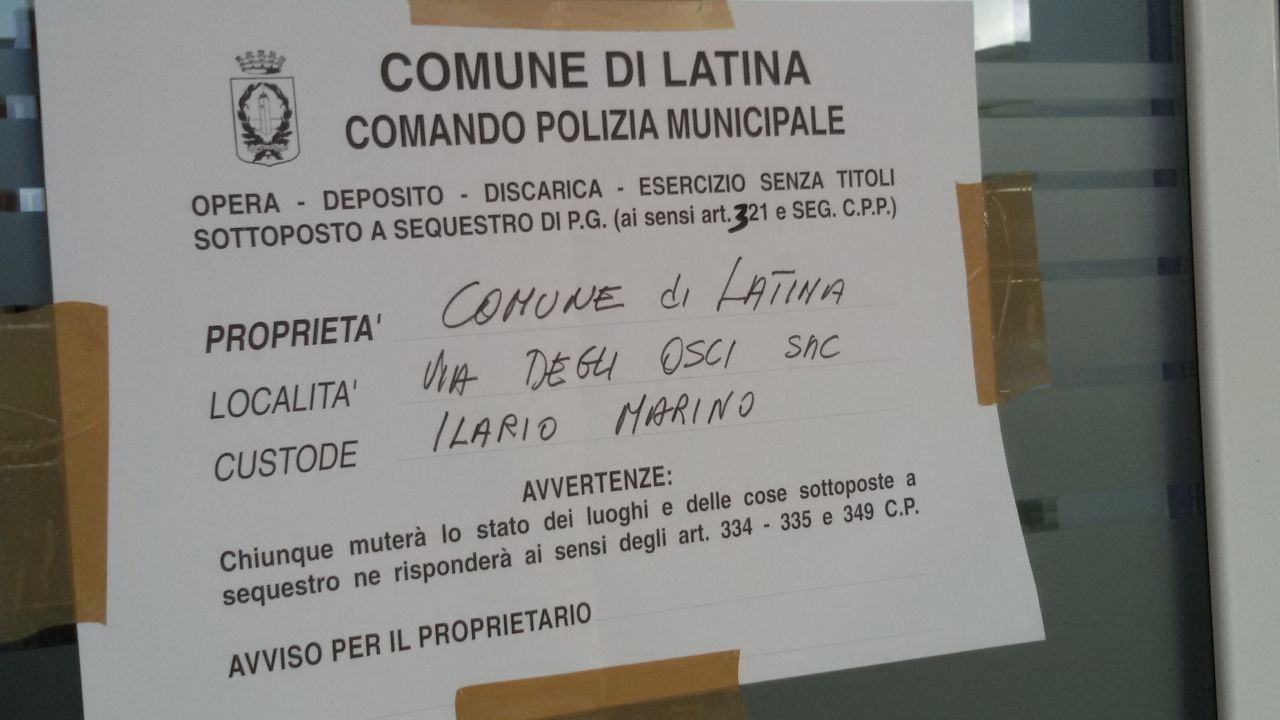 COMUNE DI LATINA
COMANDO POLIZIA MUNICIPALE
OPERA - DEPOSITO - DISCARICA - ESERCIZIO SENZA TITOLI
SOTTOPOSTO A SEQUESTRO DI P.G. (ai sensi art.321 e SEG. C.P.P.)
PROPRIETA' COMUNE di LATINA
LOCALITA' VIA DEGLI OSCI snc
CUSTODE ILARIO MARINO
AVVERTENZE:
Chiunque muterà lo stato dei luoghi e delle cose sottoposte a
sequestro ne risponderà ai sensi degli art. 334 - 335 e 349 C.P.
AVVISO PER IL PROPRIETARIO